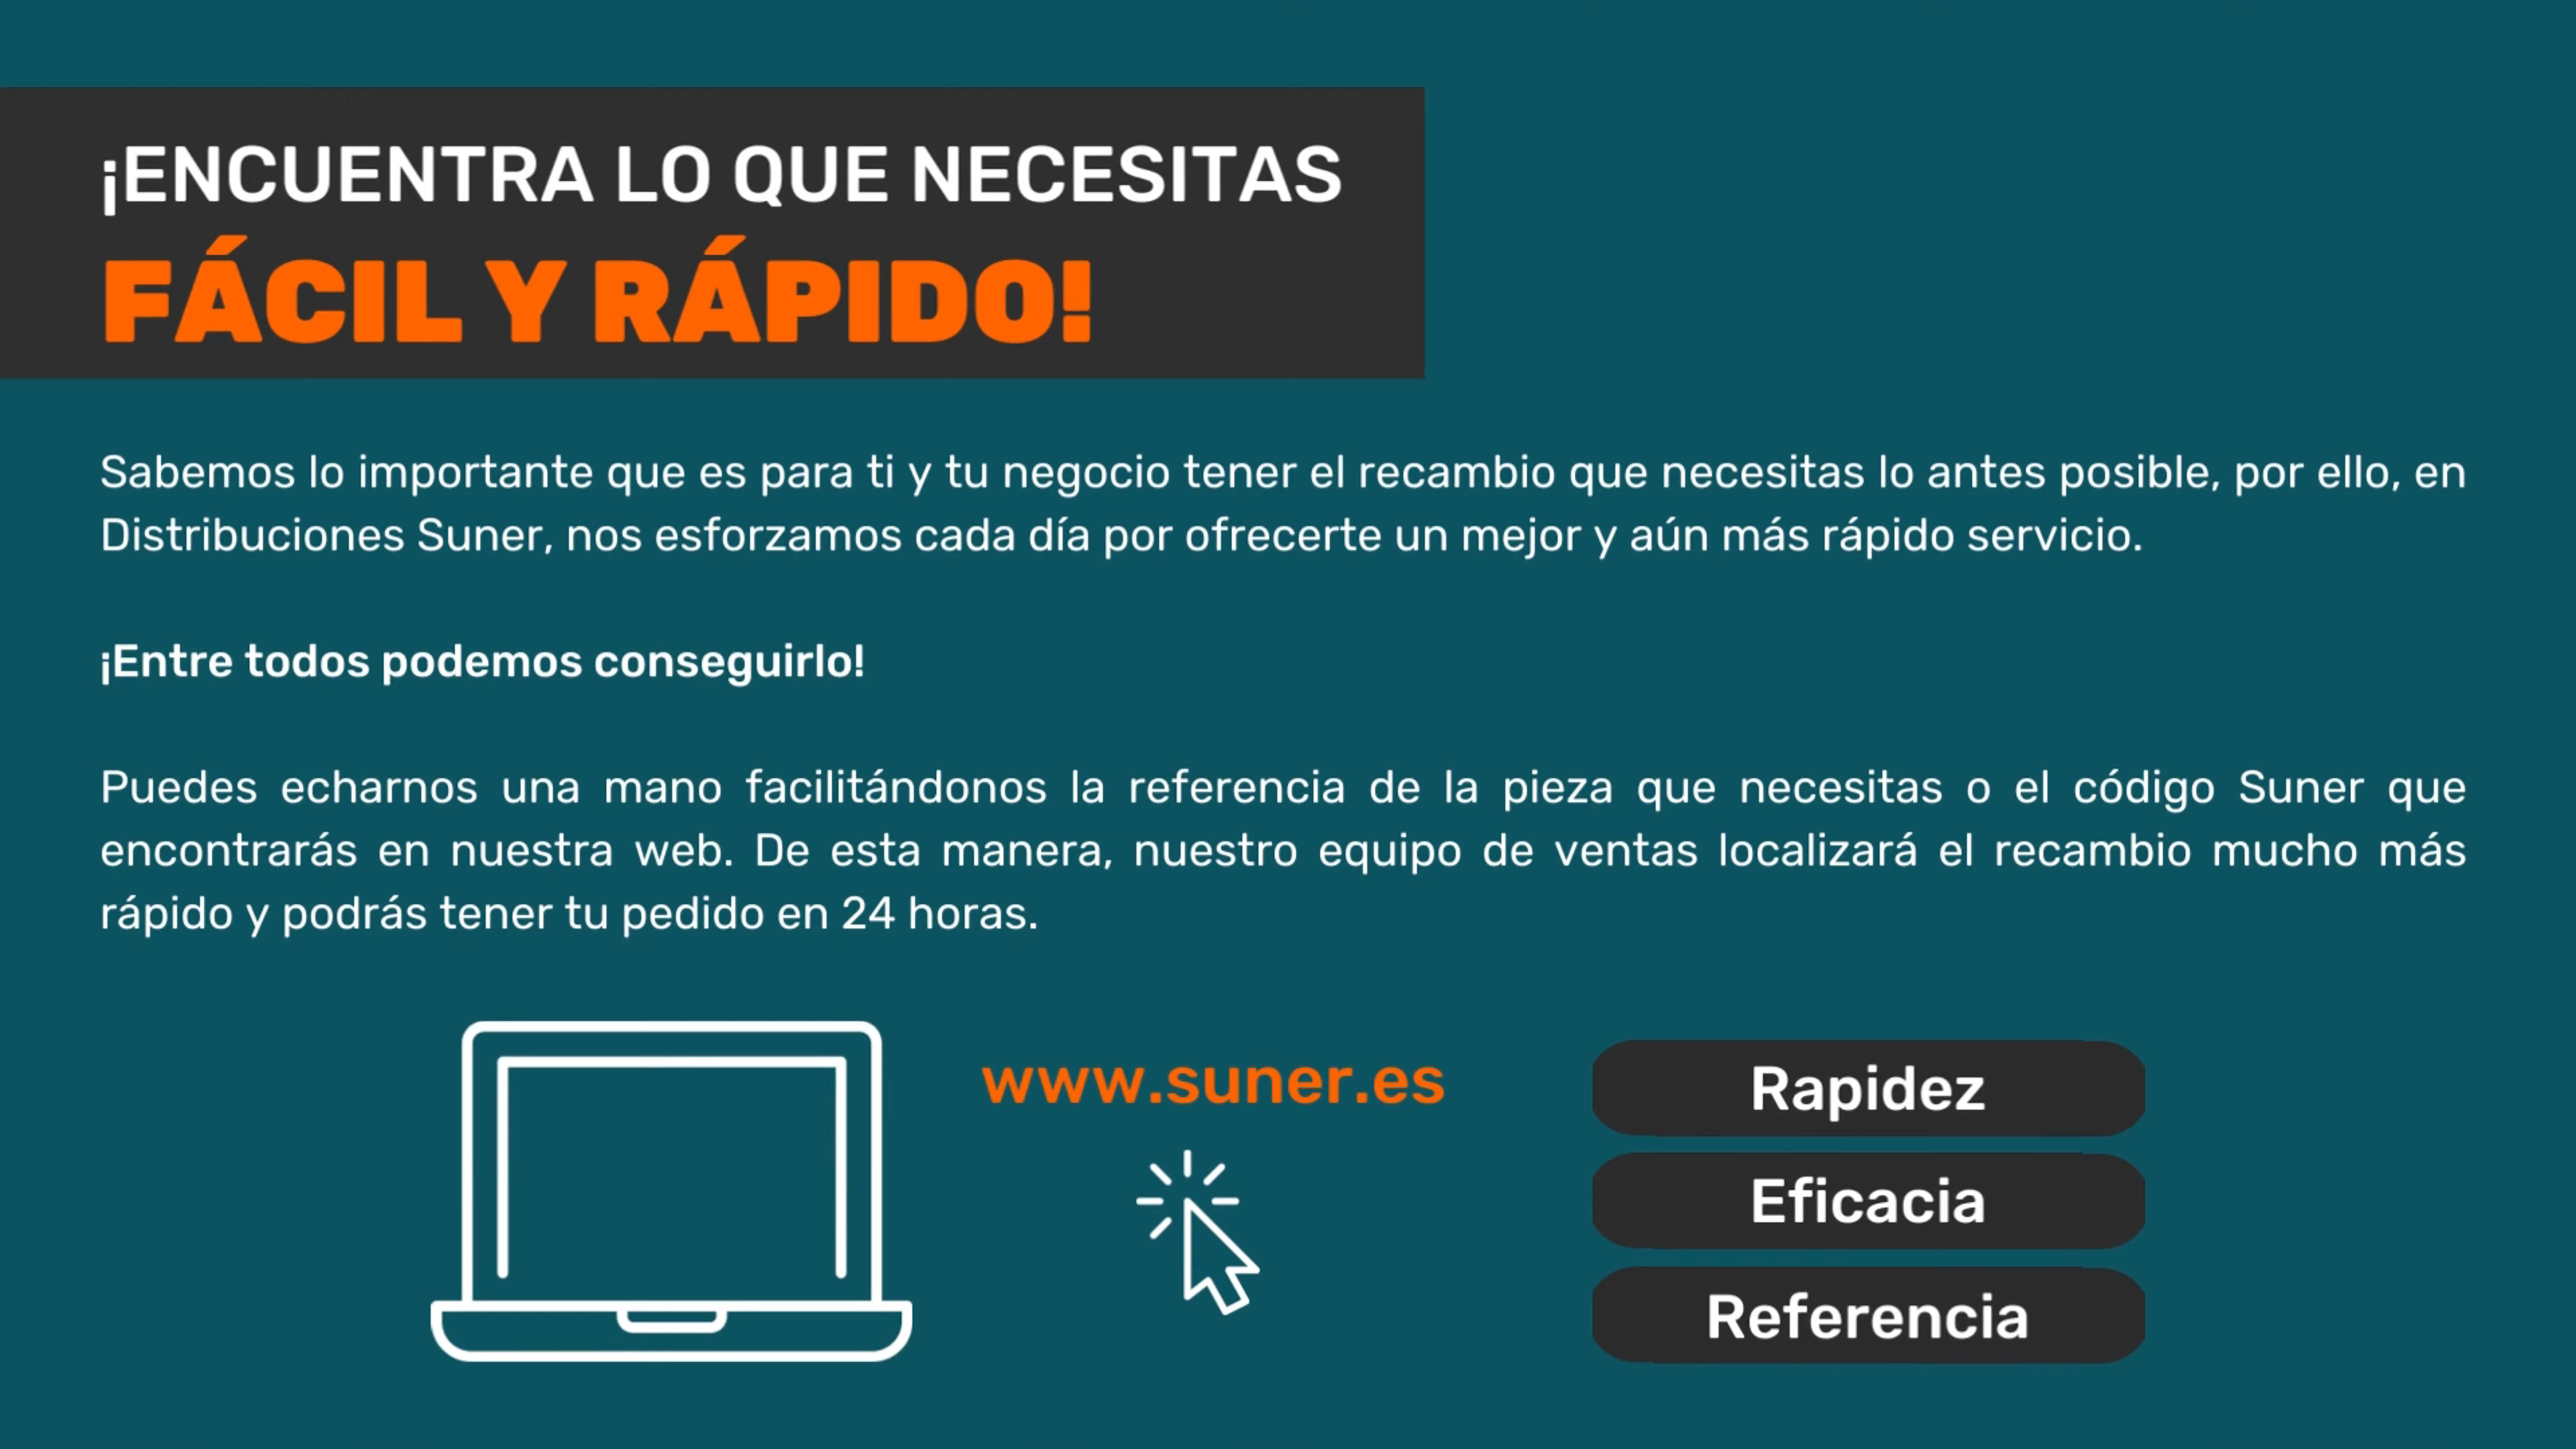 ¡ENCUENTRA LO QUE NECESITAS
FÁCIL Y RÁPIDO!
Sabemos lo importante que es para ti y tu negocio tener el recambio que necesitas lo antes posible, por ello, en
Distribuciones Suner, nos esforzamos cada día por ofrecerte un mejor y aún más rápido servicio.
¡Entre todos podemos conseguirlo!
Puedes echarnos una mano facilitándonos la referencia de la pieza que necesitas o el código Suner que
encontrarás en nuestra web. De esta manera, nuestro equipo de ventas localizará el recambio mucho más
rápido y podrás tener tu pedido en 24 horas.
www.suner.es
Rapidez
Eficacia
Referencia